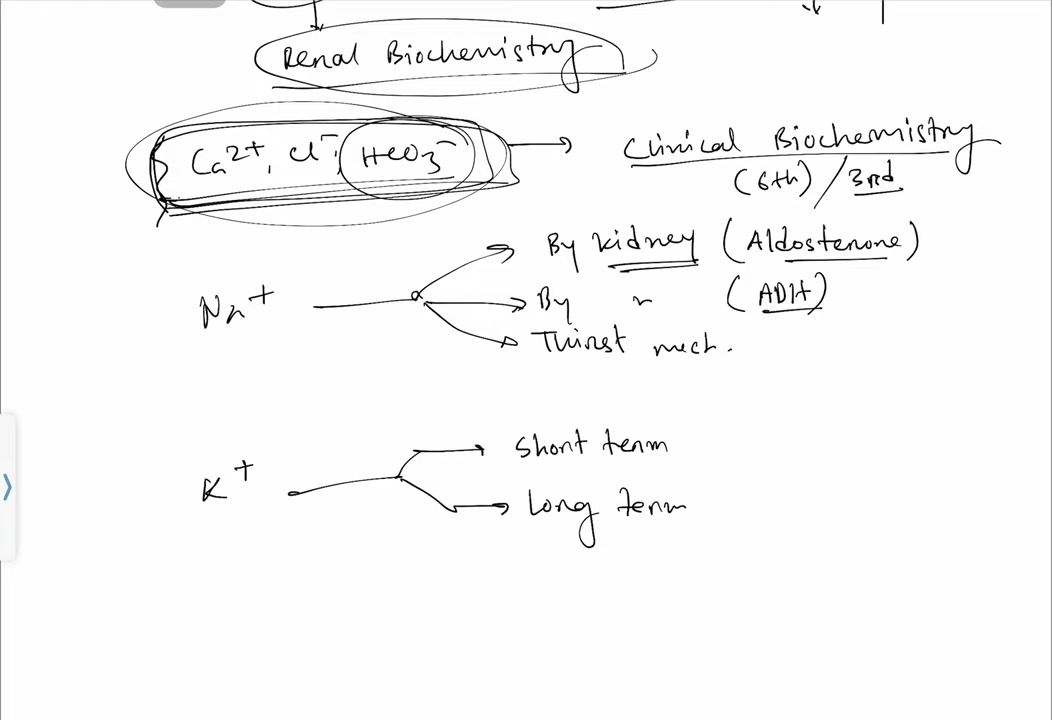 Renal Biochemistry
Ca2+, Cl-, HCO3- → Clinical Biochemistry
(6th) / 3rd
Na+
By kidney (Aldosterone)
By " (ADH)
Thirst mech.
K+
Short term
Long term